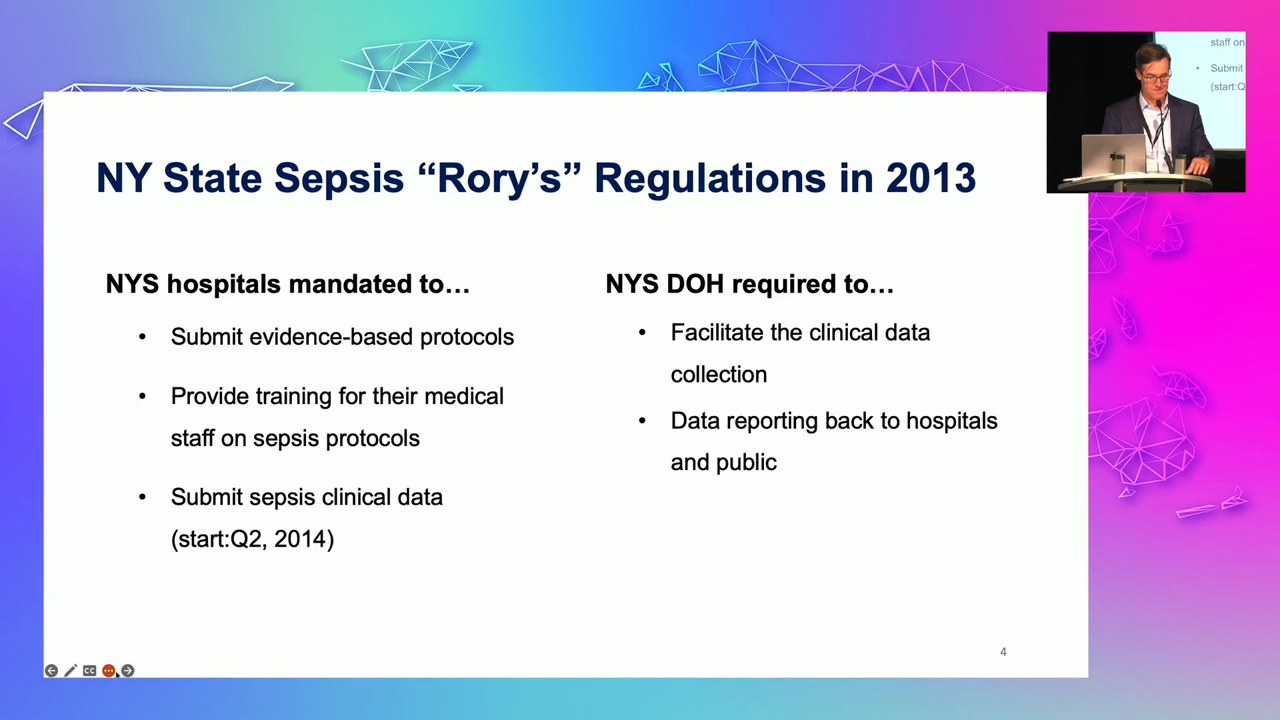 NY State Sepsis “Rory’s” Regulations in 2013
NYS hospitals mandated to…
• Submit evidence-based protocols
• Provide training for their medical
staff on sepsis protocols
• Submit sepsis clinical data
(start:Q2, 2014)
NYS DOH required to…
• Facilitate the clinical data
collection
• Data reporting back to hospitals
and public
4
CC
staff on
• Submit
(start:Q